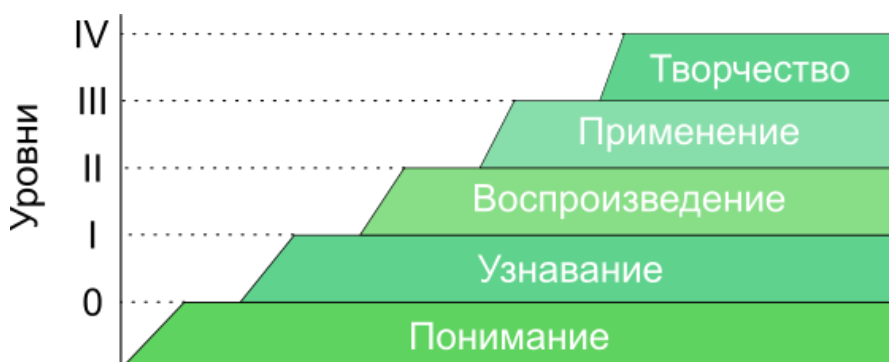 IV
Творчество
III
Применение
II
Воспроизведение
I
Узнавание
0
Понимание
Уровни